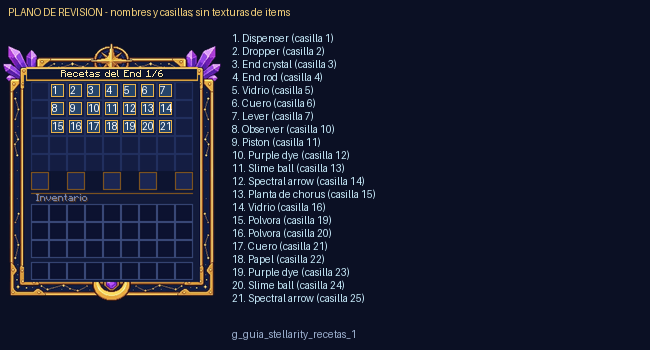 PLANO DE REVISION - nombres y casillas; sin texturas de items
Recetas del End 1/6
1 2 3 4 5 6 7
8 9 10 11 12 13 14
15 16 17 18 19 20 21
Inventario
1. Dispenser (casilla 1)
2. Dropper (casilla 2)
3. End crystal (casilla 3)
4. End rod (casilla 4)
5. Vidrio (casilla 5)
6. Cuero (casilla 6)
7. Lever (casilla 7)
8. Observer (casilla 10)
9. Piston (casilla 11)
10. Purple dye (casilla 12)
11. Slime ball (casilla 13)
12. Spectral arrow (casilla 14)
13. Planta de chorus (casilla 15)
14. Vidrio (casilla 16)
15. Polvora (casilla 19)
16. Polvora (casilla 20)
17. Cuero (casilla 21)
18. Papel (casilla 22)
19. Purple dye (casilla 23)
20. Slime ball (casilla 24)
21. Spectral arrow (casilla 25)
g_guia_stellarity_recetas_1